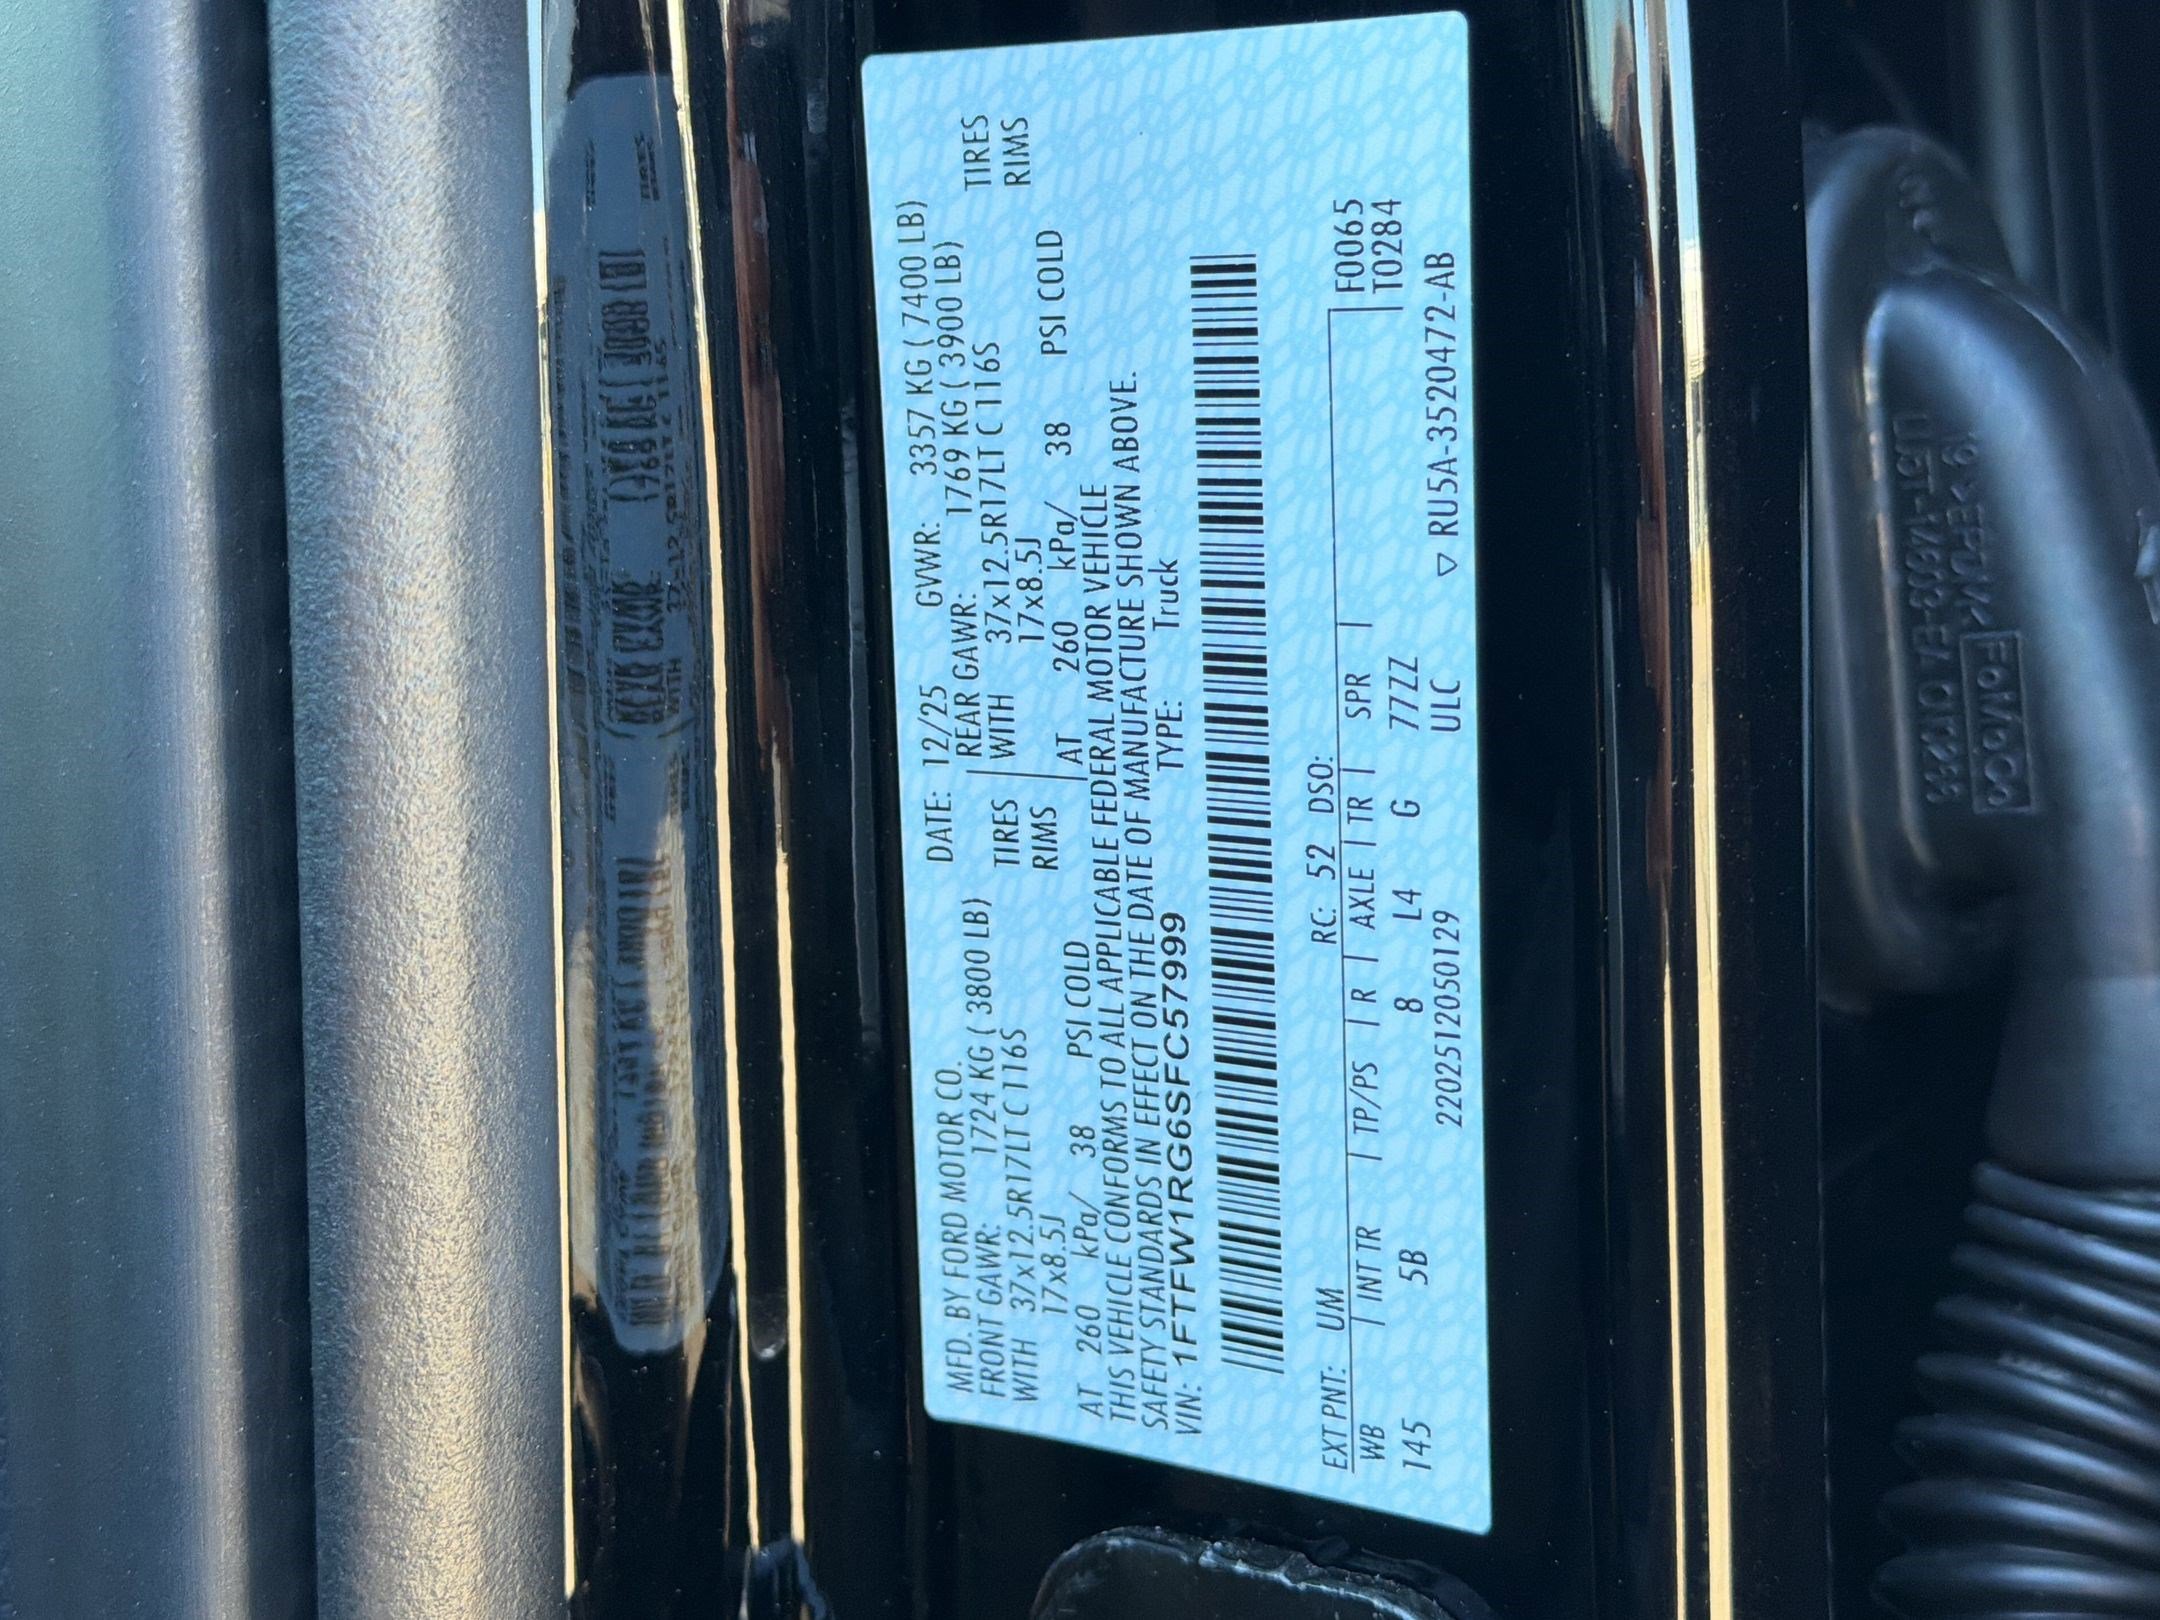 MFD. BY FORD MOTOR CO. DATE: 12/25 GVWR: 3357 KG ( 7400 LB)
FRONT GAWR: 1724 KG ( 3800 LB) REAR GAWR: 1769 KG ( 3900 LB)
WITH 37x12.5R17LT C 116S TIRES WITH 37x12.5R17LT C 116S TIRES
17x8.5J RIMS 17x8.5J RIMS
AT 260 kPa/ 38 PSI COLD AT 260 kPa/ 38 PSI COLD
THIS VEHICLE CONFORMS TO ALL APPLICABLE FEDERAL MOTOR VEHICLE
SAFETY STANDARDS IN EFFECT ON THE DATE OF MANUFACTURE SHOWN ABOVE.
VIN: 1FTFW1RG6SFC57999 TYPE: Truck
EXT PNT: UM RC: 52 DSO: F0065
WB | INT TR | TP/PS | R | AXLE | TR | SPR | T0284
145 5B 8 L4 G 77ZZ
2202512050129 ULC ▽ RU5A-3520472-AB
FoMoCo